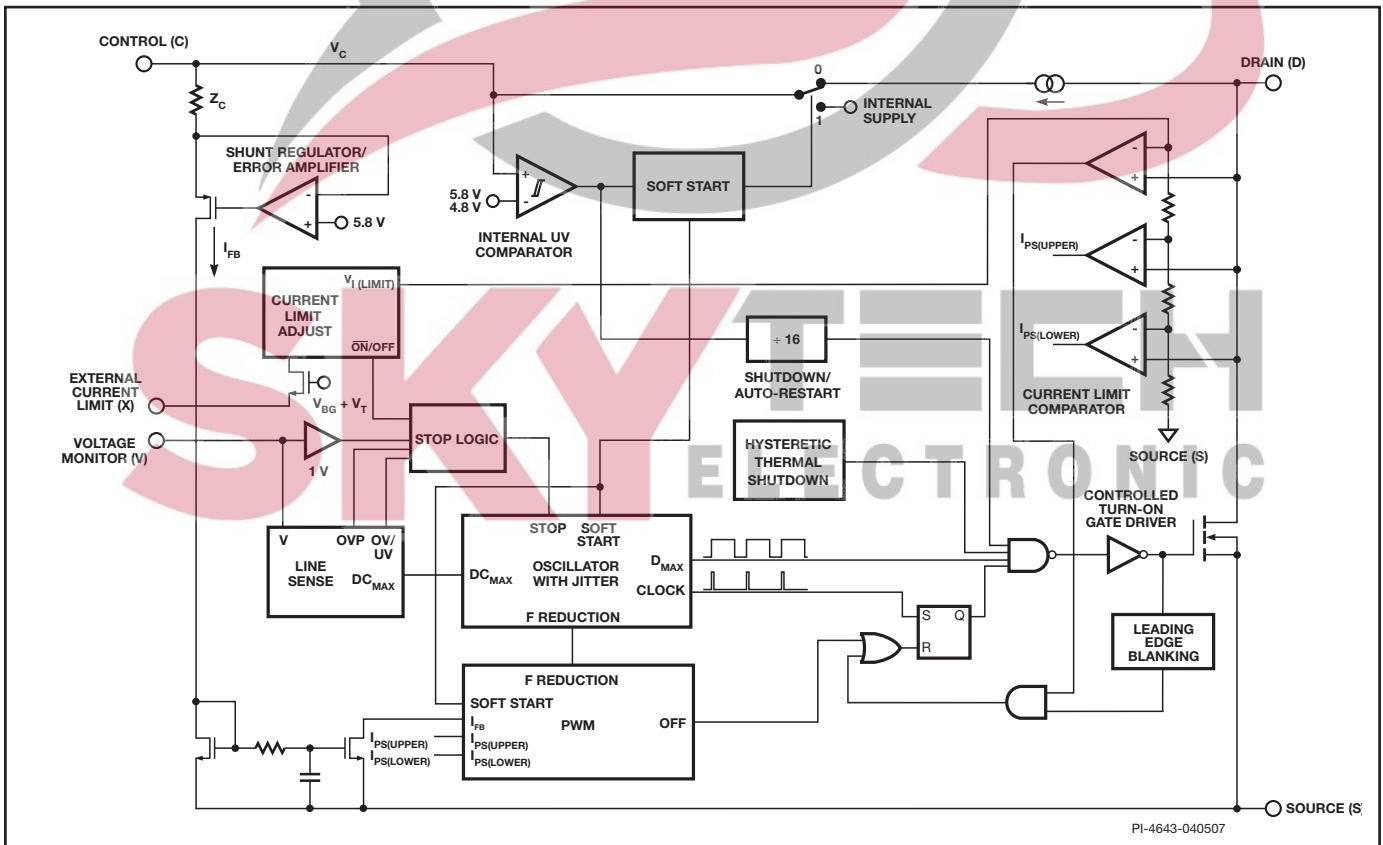 CONTROL (C)
VC
ZC
0
1
INTERNAL
SUPPLY
DRAIN (D)
SHUNT REGULATOR/
ERROR AMPLIFIER
-
+
5.8 V
IFB
+
-
5.8 V
4.8 V
INTERNAL UV
COMPARATOR
SOFT START
-
+
IPS(UPPER)
-
+
IPS(LOWER)
-
+
CURRENT LIMIT
COMPARATOR
SOURCE (S)
VI (LIMIT)
CURRENT
LIMIT
ADJUST
ON/OFF
÷ 16
SHUTDOWN/
AUTO-RESTART
EXTERNAL
CURRENT
LIMIT (X)
VBG + VT
VOLTAGE
MONITOR (V)
1 V
STOP LOGIC
HYSTERETIC
THERMAL
SHUTDOWN
SKYTECH
ELECTRONIC
CONTROLLED
TURN-ON
GATE DRIVER
V
OVP
OV/
UV
LINE
SENSE
DCMAX
STOP
SOFT
START
DCMAX
OSCILLATOR
WITH JITTER
DMAX
CLOCK
F REDUCTION
S
Q
R
LEADING
EDGE
BLANKING
F REDUCTION
SOFT START
IFB
PWM
OFF
IPS(UPPER)
IPS(UPPER)
IPS(LOWER)
IPS(LOWER)
SOURCE (S)
PI-4643-040507